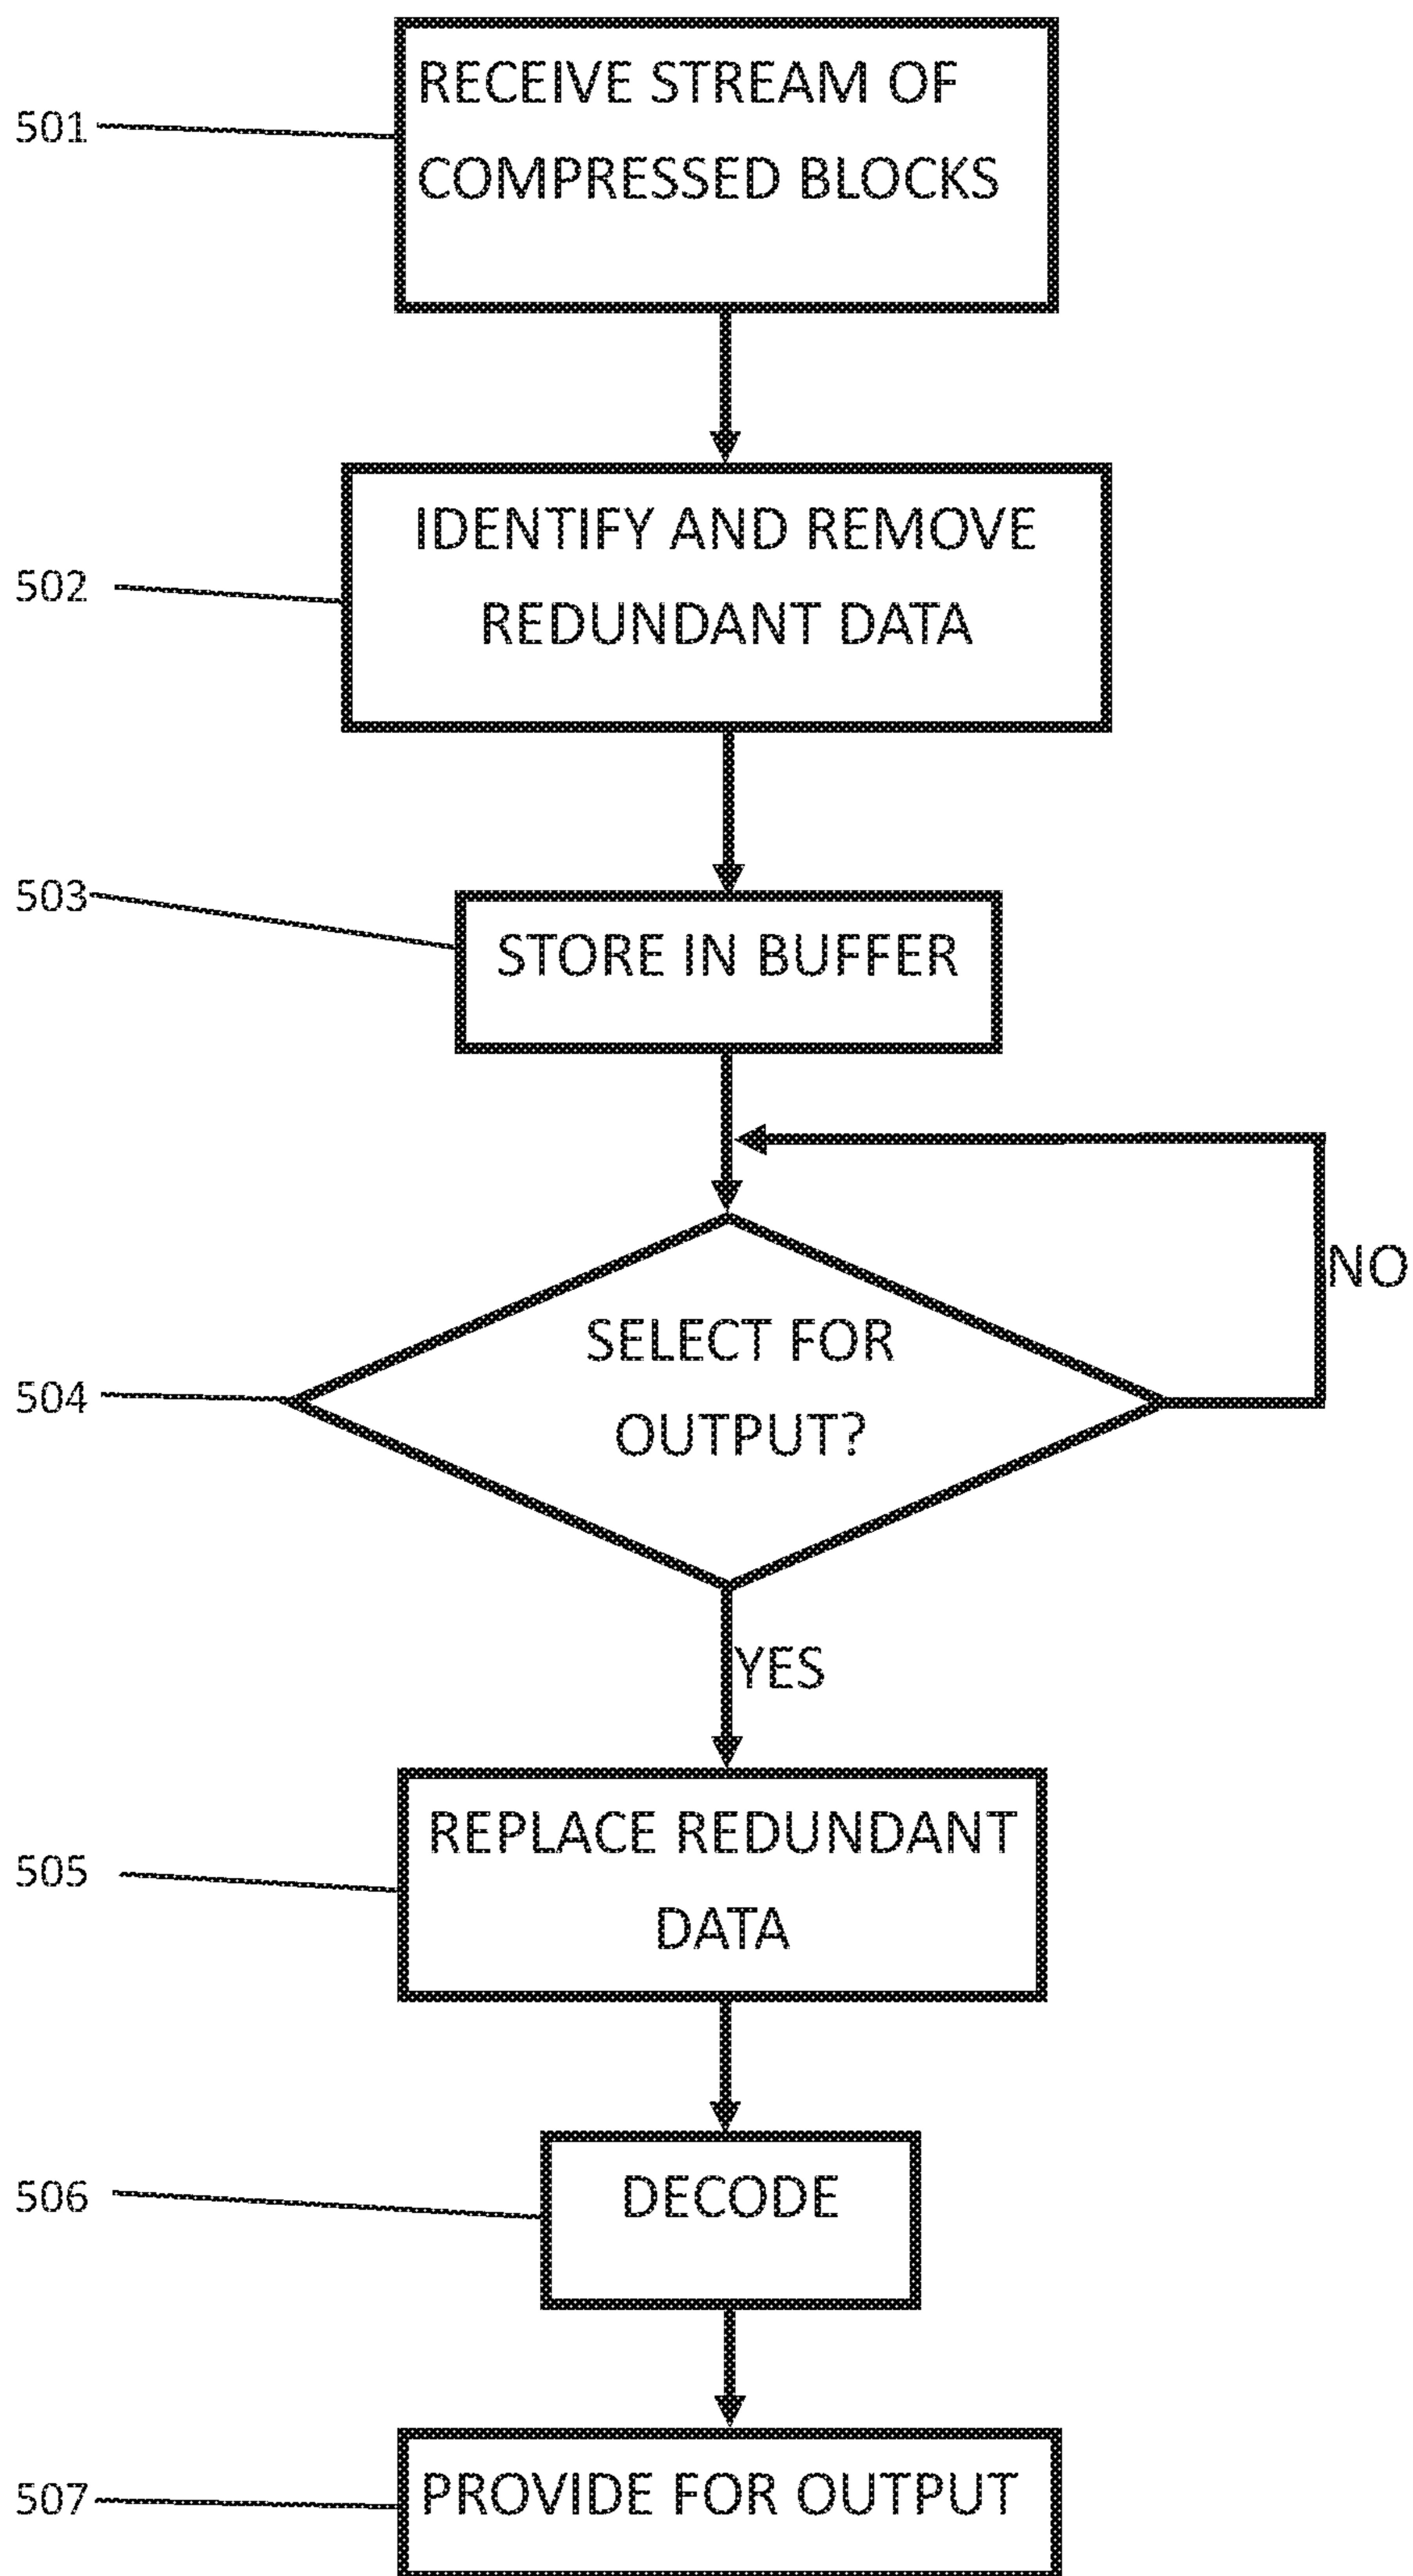 501
RECEIVE STREAM OF
COMPRESSED BLOCKS
502
IDENTIFY AND REMOVE
REDUNDANT DATA
503
STORE IN BUFFER
NO
504
SELECT FOR
OUTPUT?
YES
505
REPLACE REDUNDANT
DATA
506
DECODE
507
PROVIDE FOR OUTPUT